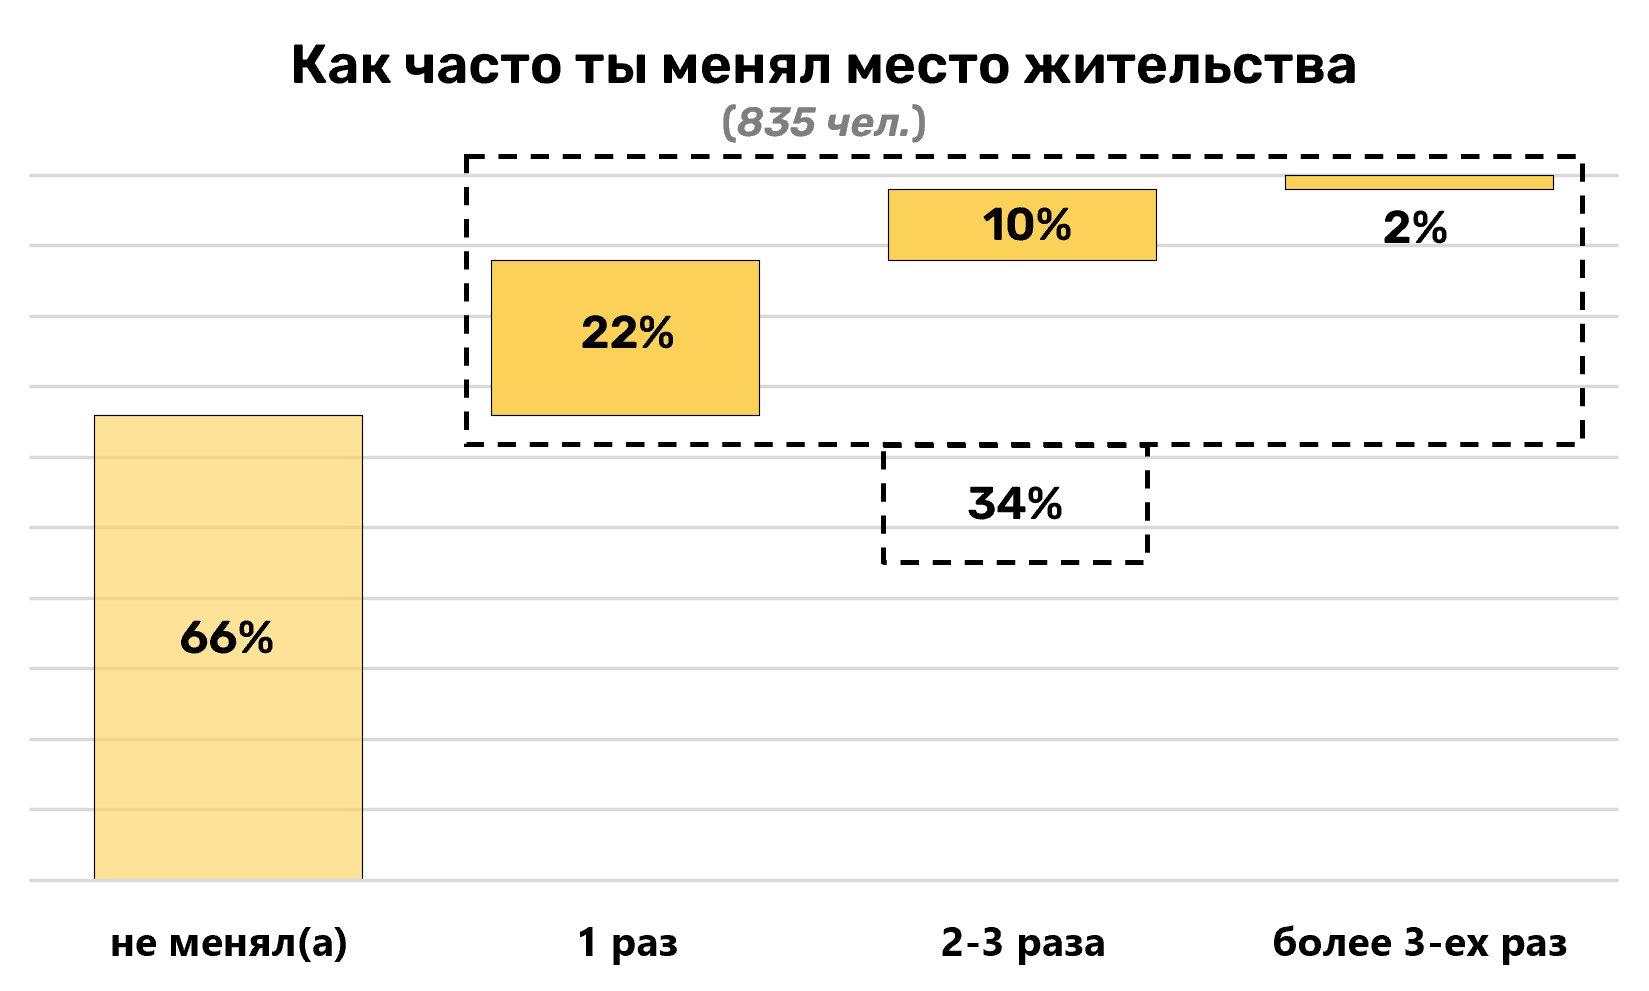 Как часто ты менял место жительства
(835 чел.)
2%
10%
22%
34%
66%
не менял(а)
1 раз
2-3 раза
более 3-ех раз